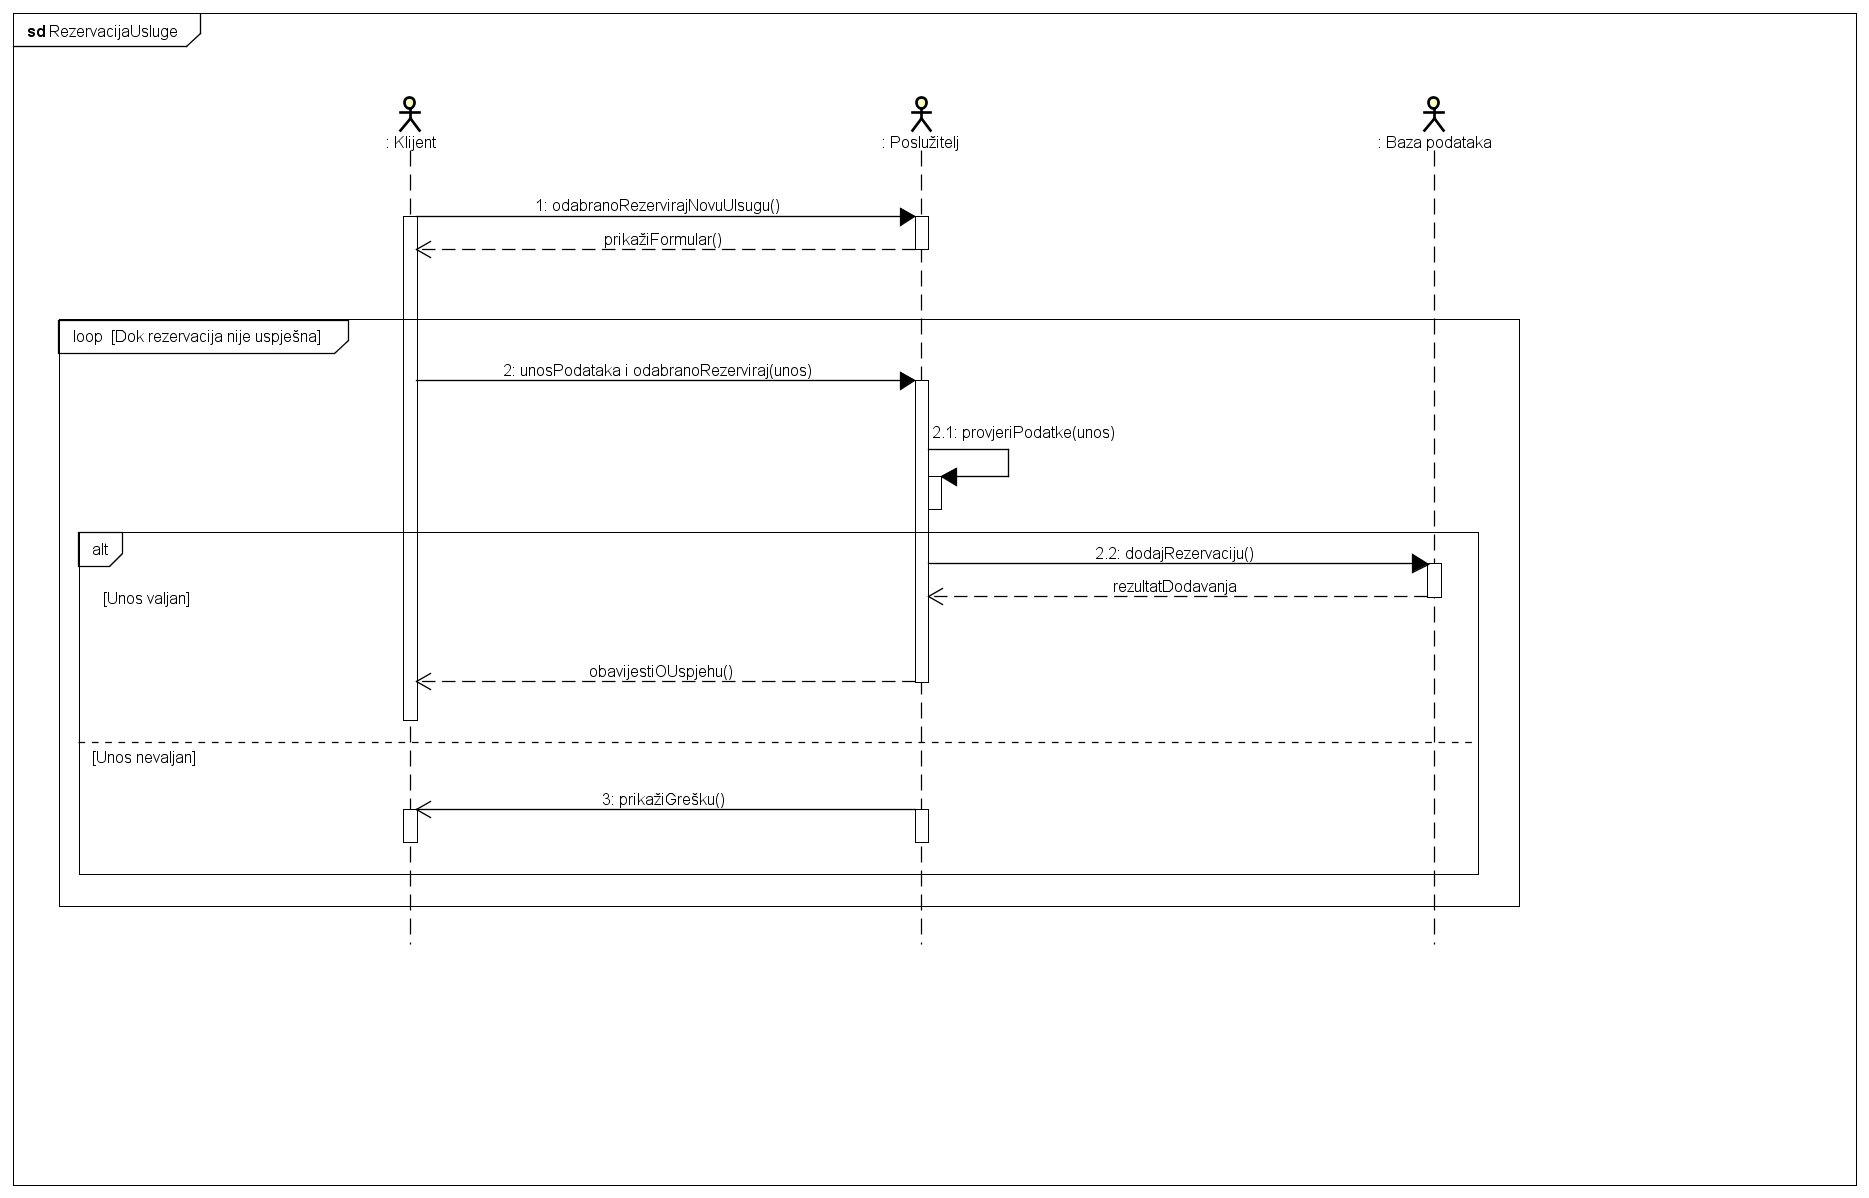 sd RezervacijaUsluge
: Klijent
: Poslužitelj
: Baza podataka
1: odabranoRezervirajNovuUlsugu()
prikažiFormular()
loop [Dok rezervacija nije uspješna]
2: unosPodataka i odabranoRezerviraj(unos)
2.1: provjeriPodatke(unos)
alt
2.2: dodajRezervaciju()
rezultatDodavanja
[Unos valjan]
obavijestiOUspjehu()
[Unos nevaljan]
3: prikažiGrešku()